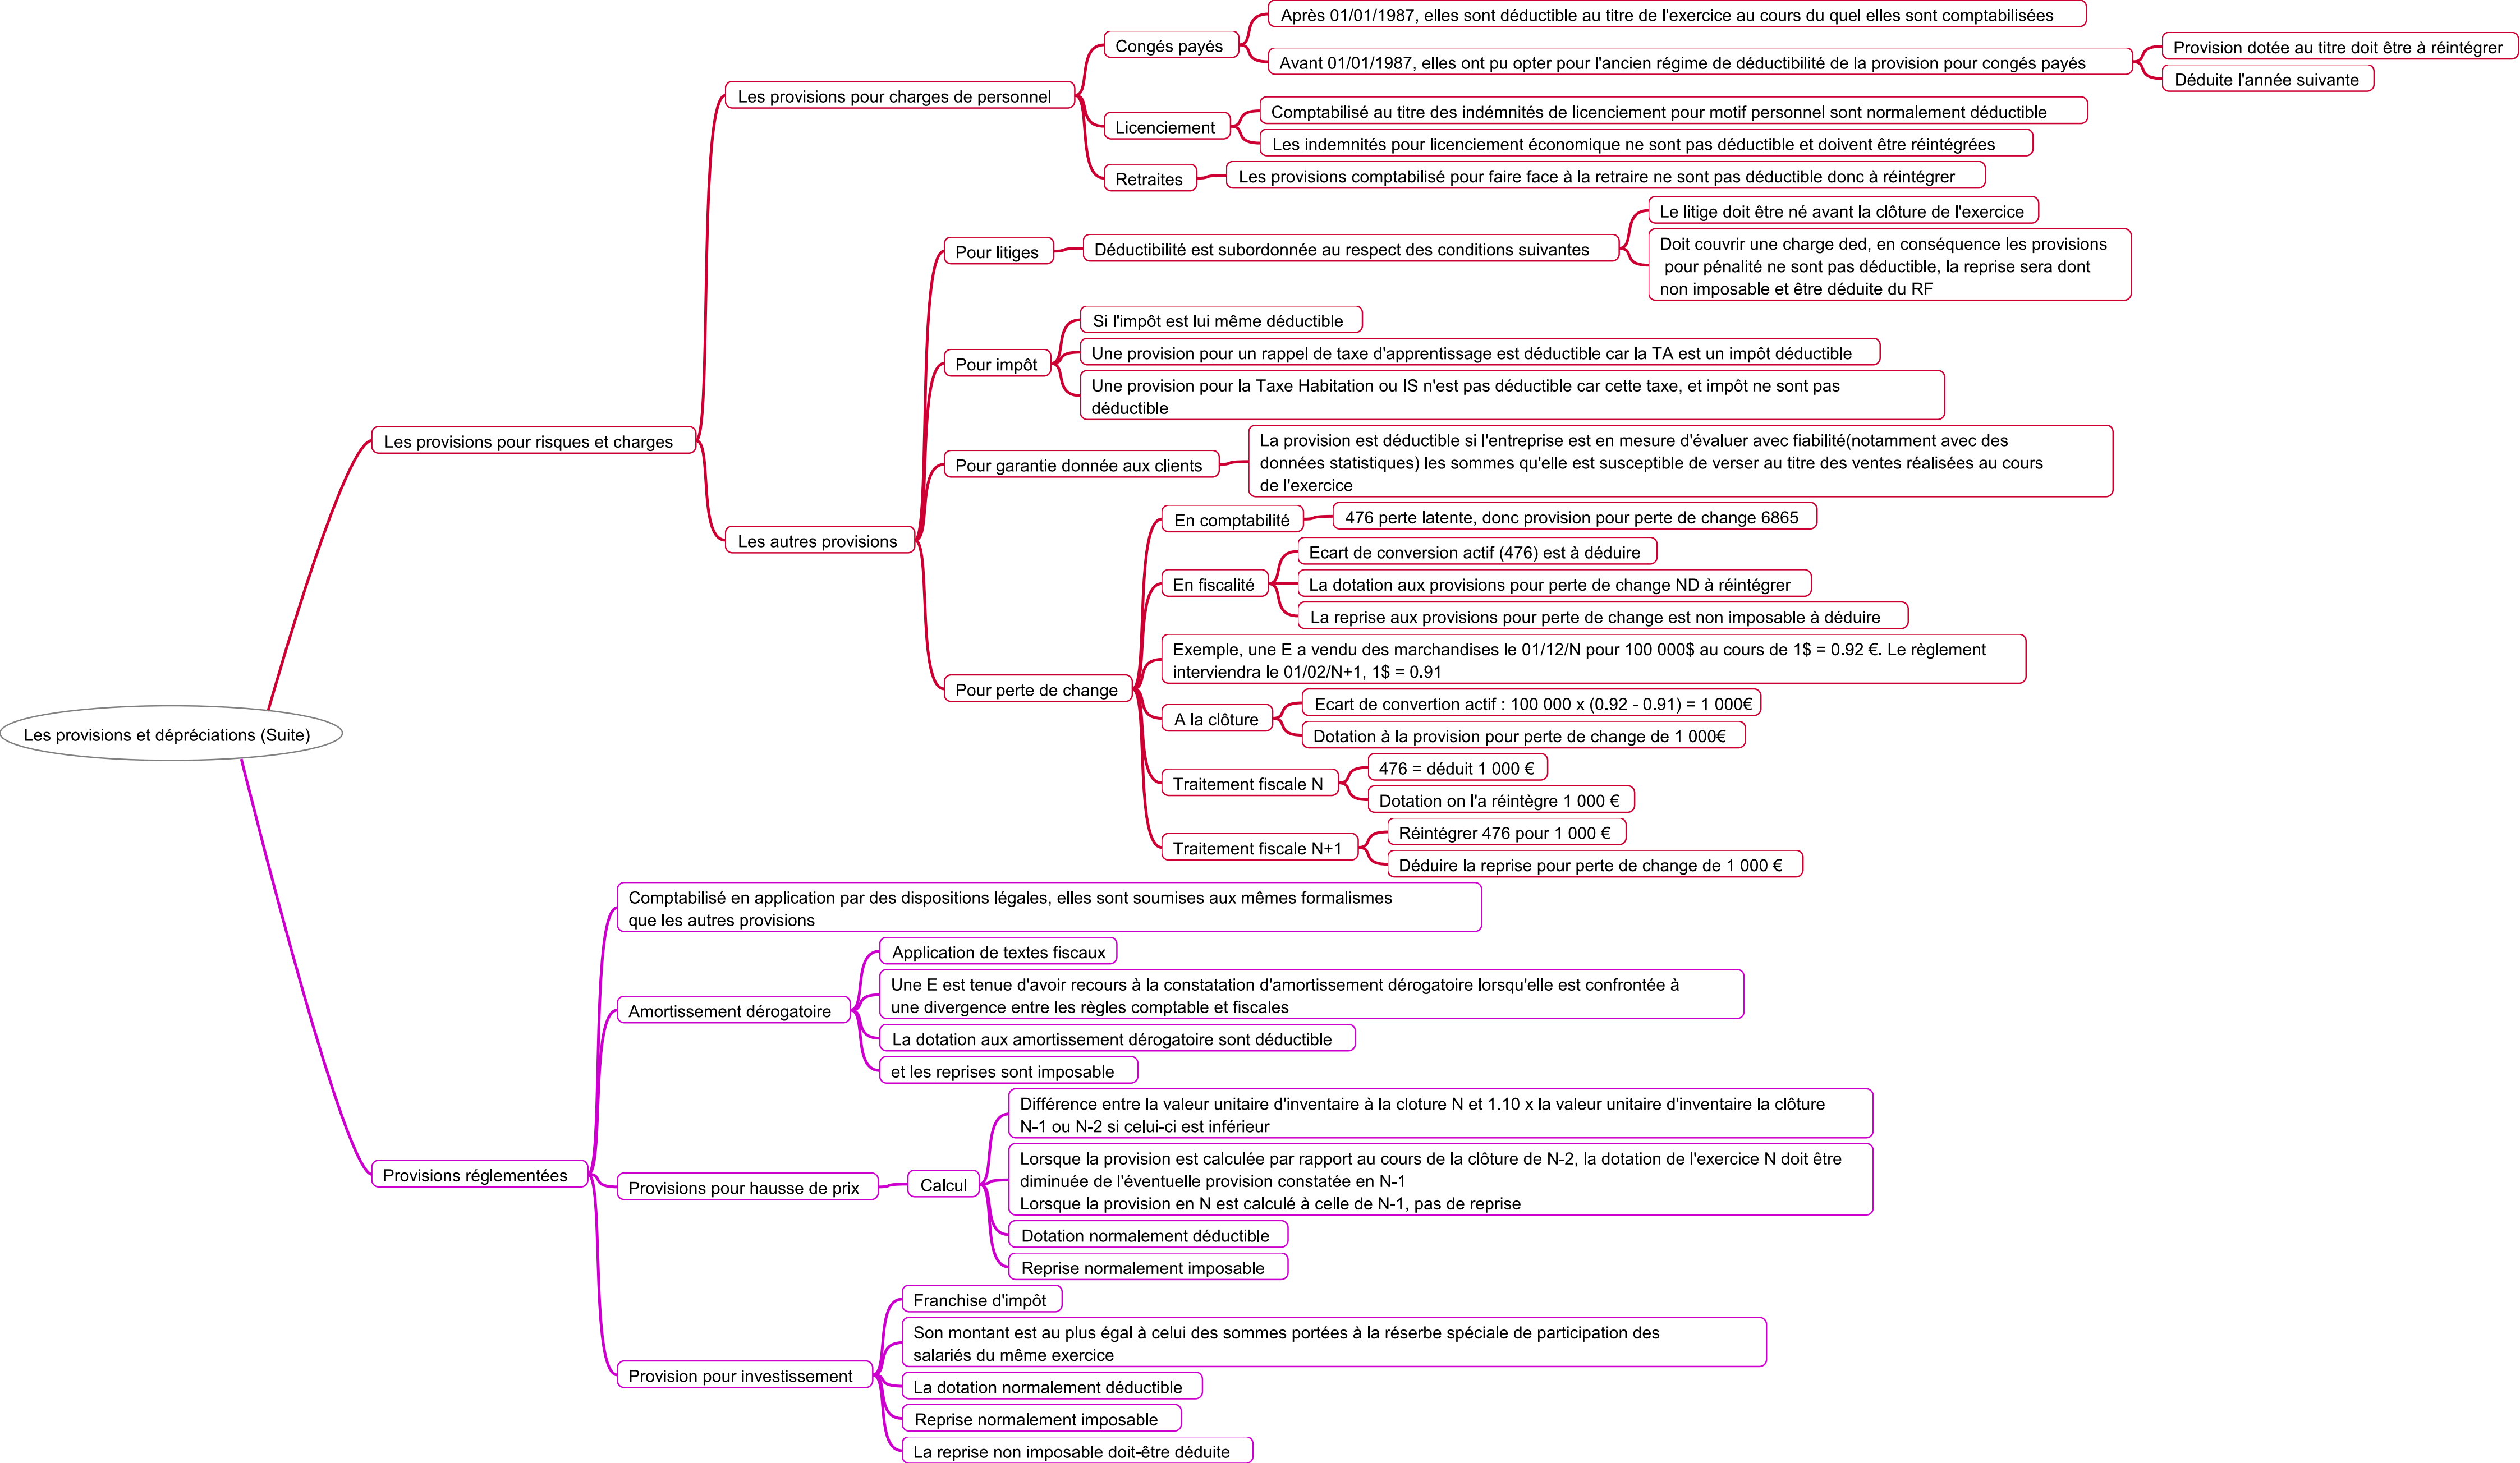 Après 01/01/1987, elles sont déductible au titre de l'exercice au cours du quel elles sont comptabilisées
Congés payés
Provision dotée au titre doit être à réintégrer
Avant 01/01/1987, elles ont pu opter pour l'ancien régime de déductibilité de la provision pour congés payés
Déduite l'année suivante
Les provisions pour charges de personnel
Comptabilisé au titre des indémnités de licenciement pour motif personnel sont normalement déductible
Licenciement
Les indemnités pour licenciement économique ne sont pas déductible et doivent être réintégrées
Retraites
Les provisions comptabilisé pour faire face à la retraire ne sont pas déductible donc à réintégrer
Le litige doit être né avant la clôture de l'exercice
Pour litiges
Déductibilité est subordonnée au respect des conditions suivantes
Doit couvrir une charge ded, en conséquence les provisions
pour pénalité ne sont pas déductible, la reprise sera dont
non imposable et être déduite du RF
Si l'impôt est lui même déductible
Pour impôt
Une provision pour un rappel de taxe d'apprentissage est déductible car la TA est un impôt déductible
Une provision pour la Taxe Habitation ou IS n'est pas déductible car cette taxe, et impôt ne sont pas
déductible
Les provisions pour risques et charges
Pour garantie donnée aux clients
La provision est déductible si l'entreprise est en mesure d'évaluer avec fiabilité(notamment avec des
données statistiques) les sommes qu'elle est susceptible de verser au titre des ventes réalisées au cours
de l'exercice
Les autres provisions
En comptabilité
476 perte latente, donc provision pour perte de change 6865
Ecart de conversion actif (476) est à déduire
En fiscalité
La dotation aux provisions pour perte de change ND à réintégrer
La reprise aux provisions pour perte de change est non imposable à déduire
Exemple, une E a vendu des marchandises le 01/12/N pour 100 000$ au cours de 1$ = 0.92 €. Le règlement
interviendra le 01/02/N+1, 1$ = 0.91
Pour perte de change
Ecart de convertion actif : 100 000 x (0.92 - 0.91) = 1 000€
A la clôture
Dotation à la provision pour perte de change de 1 000€
476 = déduit 1 000 €
Traitement fiscale N
Dotation on l'a réintègre 1 000 €
Réintégrer 476 pour 1 000 €
Traitement fiscale N+1
Déduire la reprise pour perte de change de 1 000 €
Les provisions et dépréciations (Suite)
Comptabilisé en application par des dispositions légales, elles sont soumises aux mêmes formalismes
que les autres provisions
Application de textes fiscaux
Amortissement dérogatoire
Une E est tenue d'avoir recours à la constatation d'amortissement dérogatoire lorsqu'elle est confrontée à
une divergence entre les règles comptable et fiscales
La dotation aux amortissement dérogatoire sont déductible
et les reprises sont imposable
Provisions réglementées
Différence entre la valeur unitaire d'inventaire à la cloture N et 1.10 x la valeur unitaire d'inventaire la clôture
N-1 ou N-2 si celui-ci est inférieur
Provisions pour hausse de prix
Calcul
Lorsque la provision est calculée par rapport au cours de la clôture de N-2, la dotation de l'exercice N doit être
diminuée de l'éventuelle provision constatée en N-1
Lorsque la provision en N est calculé à celle de N-1, pas de reprise
Dotation normalement déductible
Reprise normalement imposable
Franchise d'impôt
Son montant est au plus égal à celui des sommes portées à la réserbe spéciale de participation des
salariés du même exercice
Provision pour investissement
La dotation normalement déductible
Reprise normalement imposable
La reprise non imposable doit-être déduite